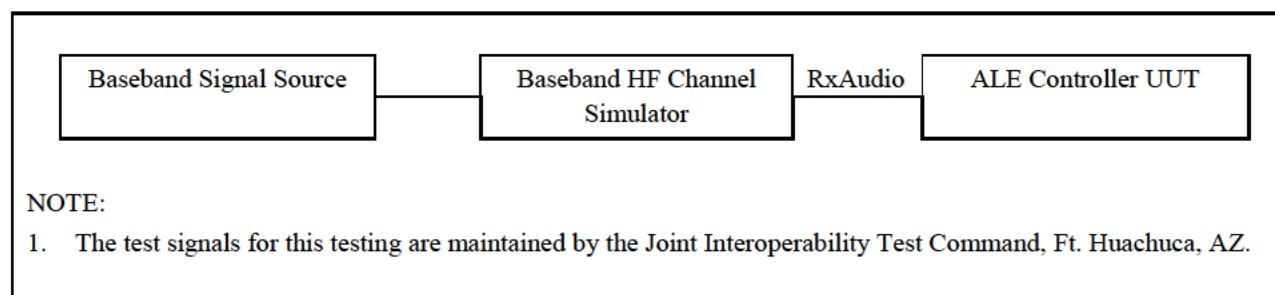 Baseband Signal Source
Baseband HF Channel
Simulator
RxAudio
ALE Controller UUT
NOTE:
1. The test signals for this testing are maintained by the Joint Interoperability Test Command, Ft. Huachuca, AZ.